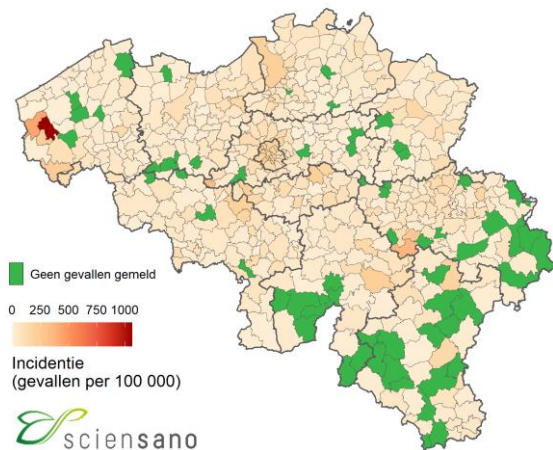 Geen gevallen gemeld
0 250 500 750 1000
Incidentie
(gevallen per 100 000)
sciensano